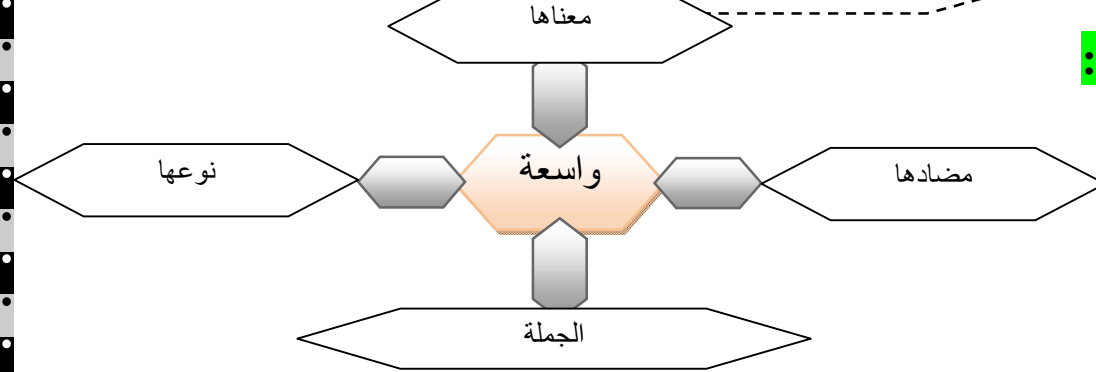 معناها
مضادها
واسعة
نوعها
الجملة